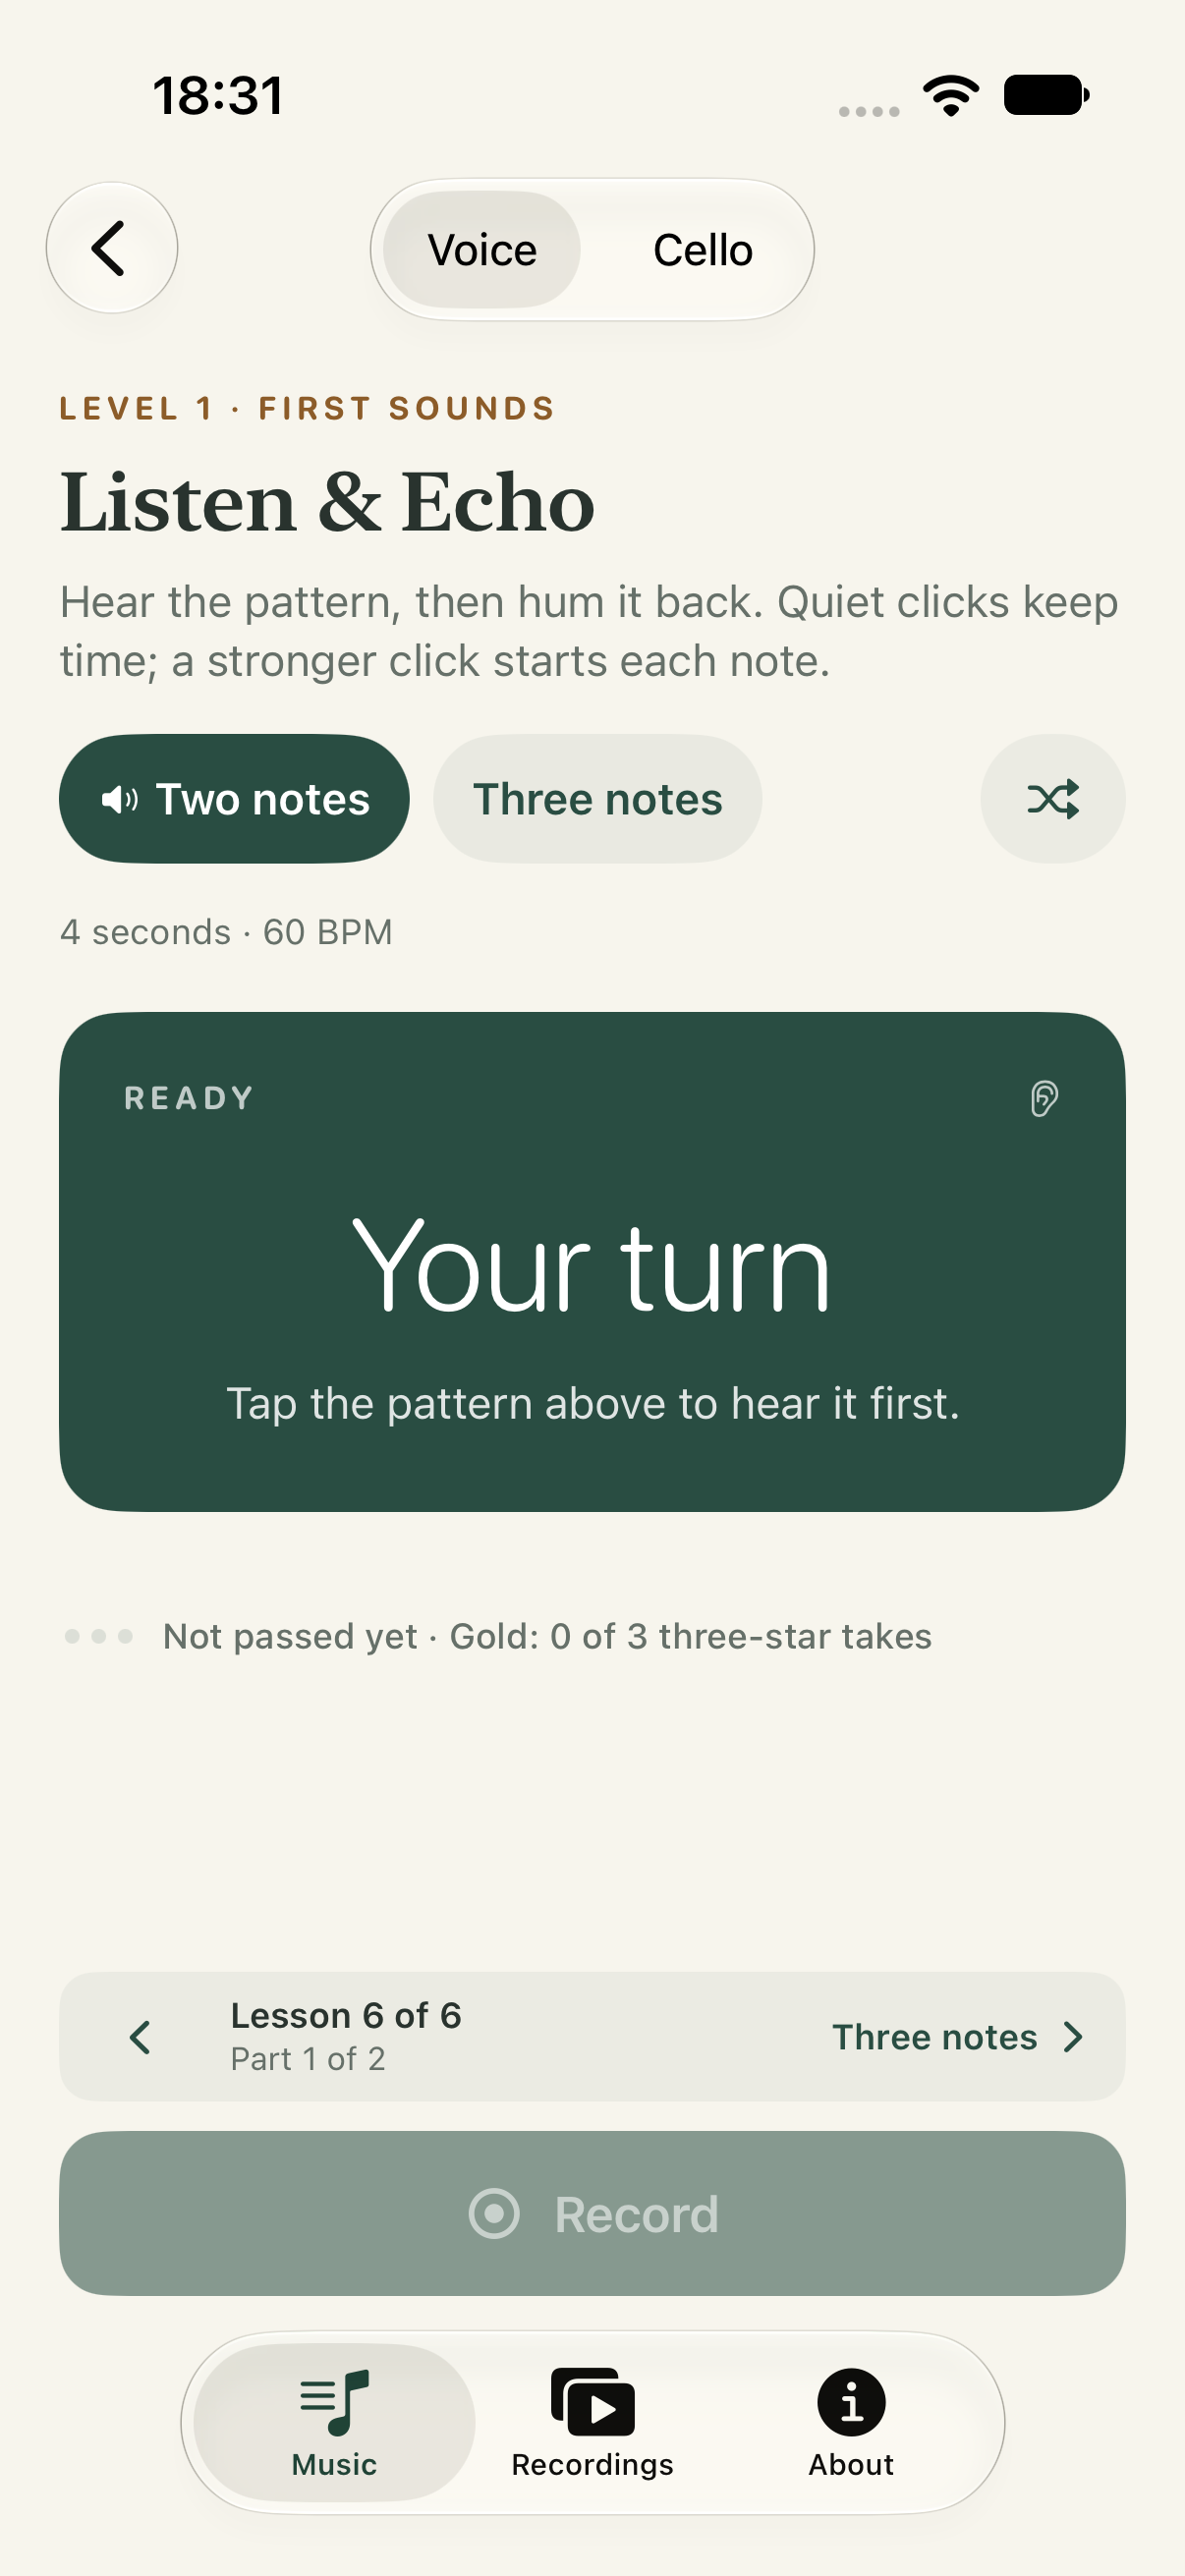 18:31
Voice
Cello
LEVEL 1 · FIRST SOUNDS
Listen & Echo
Hear the pattern, then hum it back. Quiet clicks keep
time; a stronger click starts each note.
Two notes
Three notes
4 seconds · 60 BPM
READY
Your turn
Tap the pattern above to hear it first.
Not passed yet · Gold: 0 of 3 three-star takes
Lesson 6 of 6
Part 1 of 2
Three notes
Record
Music
Recordings
About